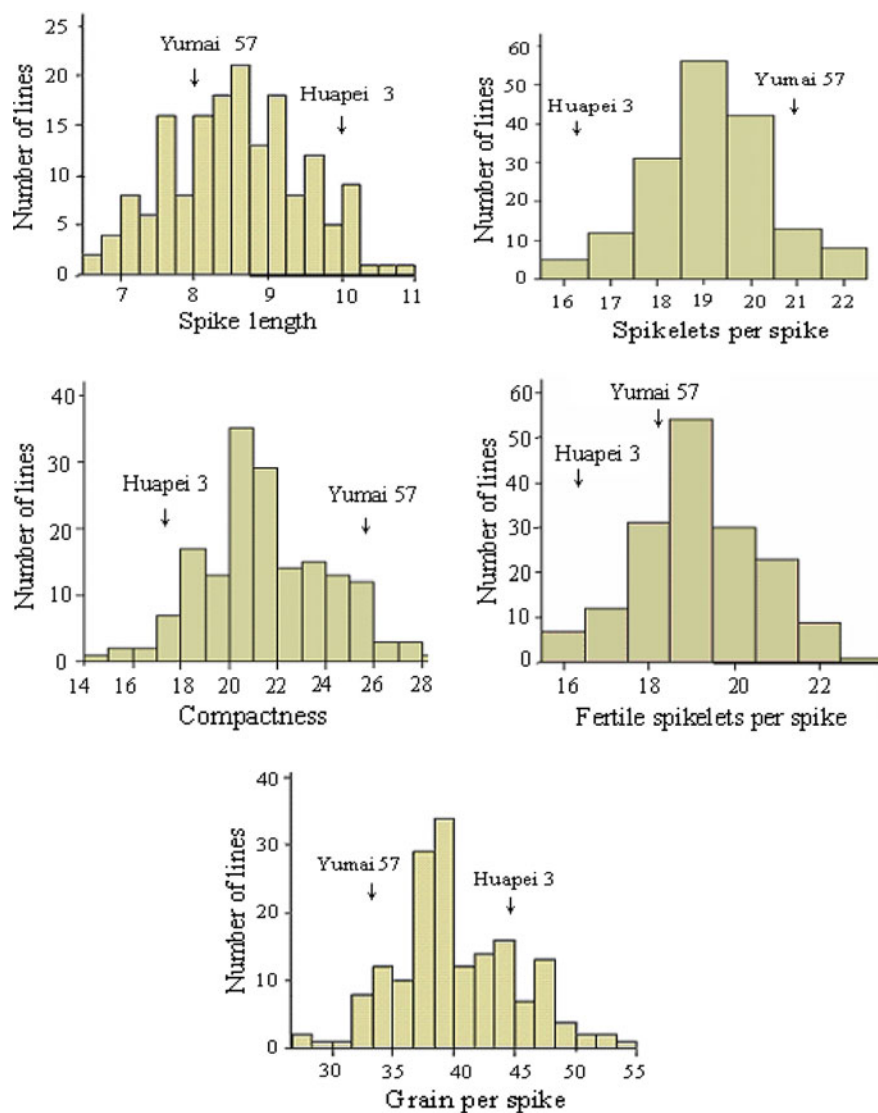 25
20
15
10
5
0
Number of lines
Yumai 57
Huapei 3
7 8 9 10 11
Spike length
60
50
40
30
20
10
0
Number of lines
Huapei 3
Yumai 57
16 17 18 19 20 21 22
Spikelets per spike
40
30
20
10
0
Number of lines
Huapei 3
Yumai 57
14 16 18 20 22 24 26 28
Compactness
60
50
40
30
20
10
0
Number of lines
Yumai 57
Huapei 3
16 18 20 22
Fertile spikelets per spike
40
30
20
10
0
Number of lines
Yumai 57
Huapei 3
30 35 40 45 50 55
Grain per spike